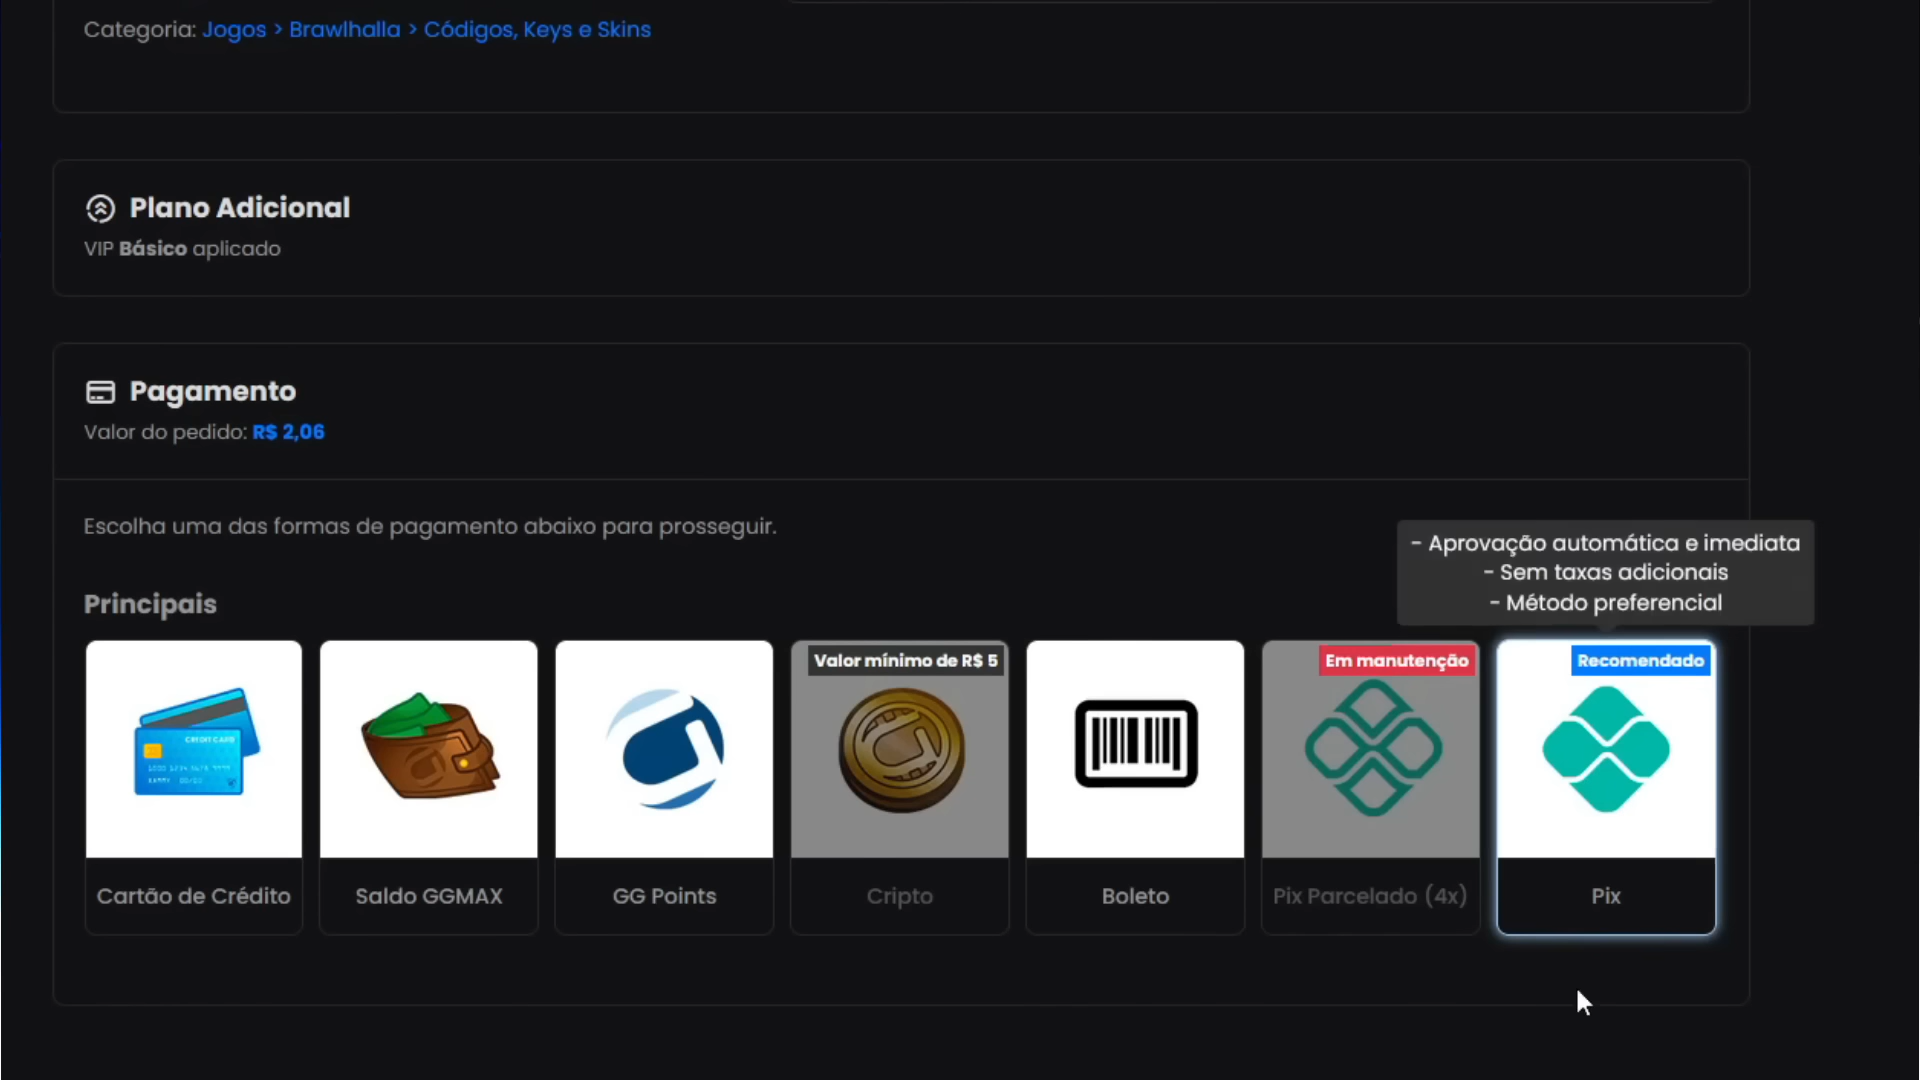 Categoria: Jogos > Brawlhalla > Códigos, Keys e Skins
Plano Adicional
VIP Básico aplicado
Pagamento
Valor do pedido: R$ 2,06
Escolha uma das formas de pagamento abaixo para prosseguir.
- Aprovação automática e imediata
- Sem taxas adicionais
- Método preferencial
Principais
Valor mínimo de R$ 5
Em manutenção
Recomendado
CREDIT CARD
Cartão de Crédito
Saldo GGMAX
GG Points
Cripto
Boleto
Pix Parcelado (4x)
Pix